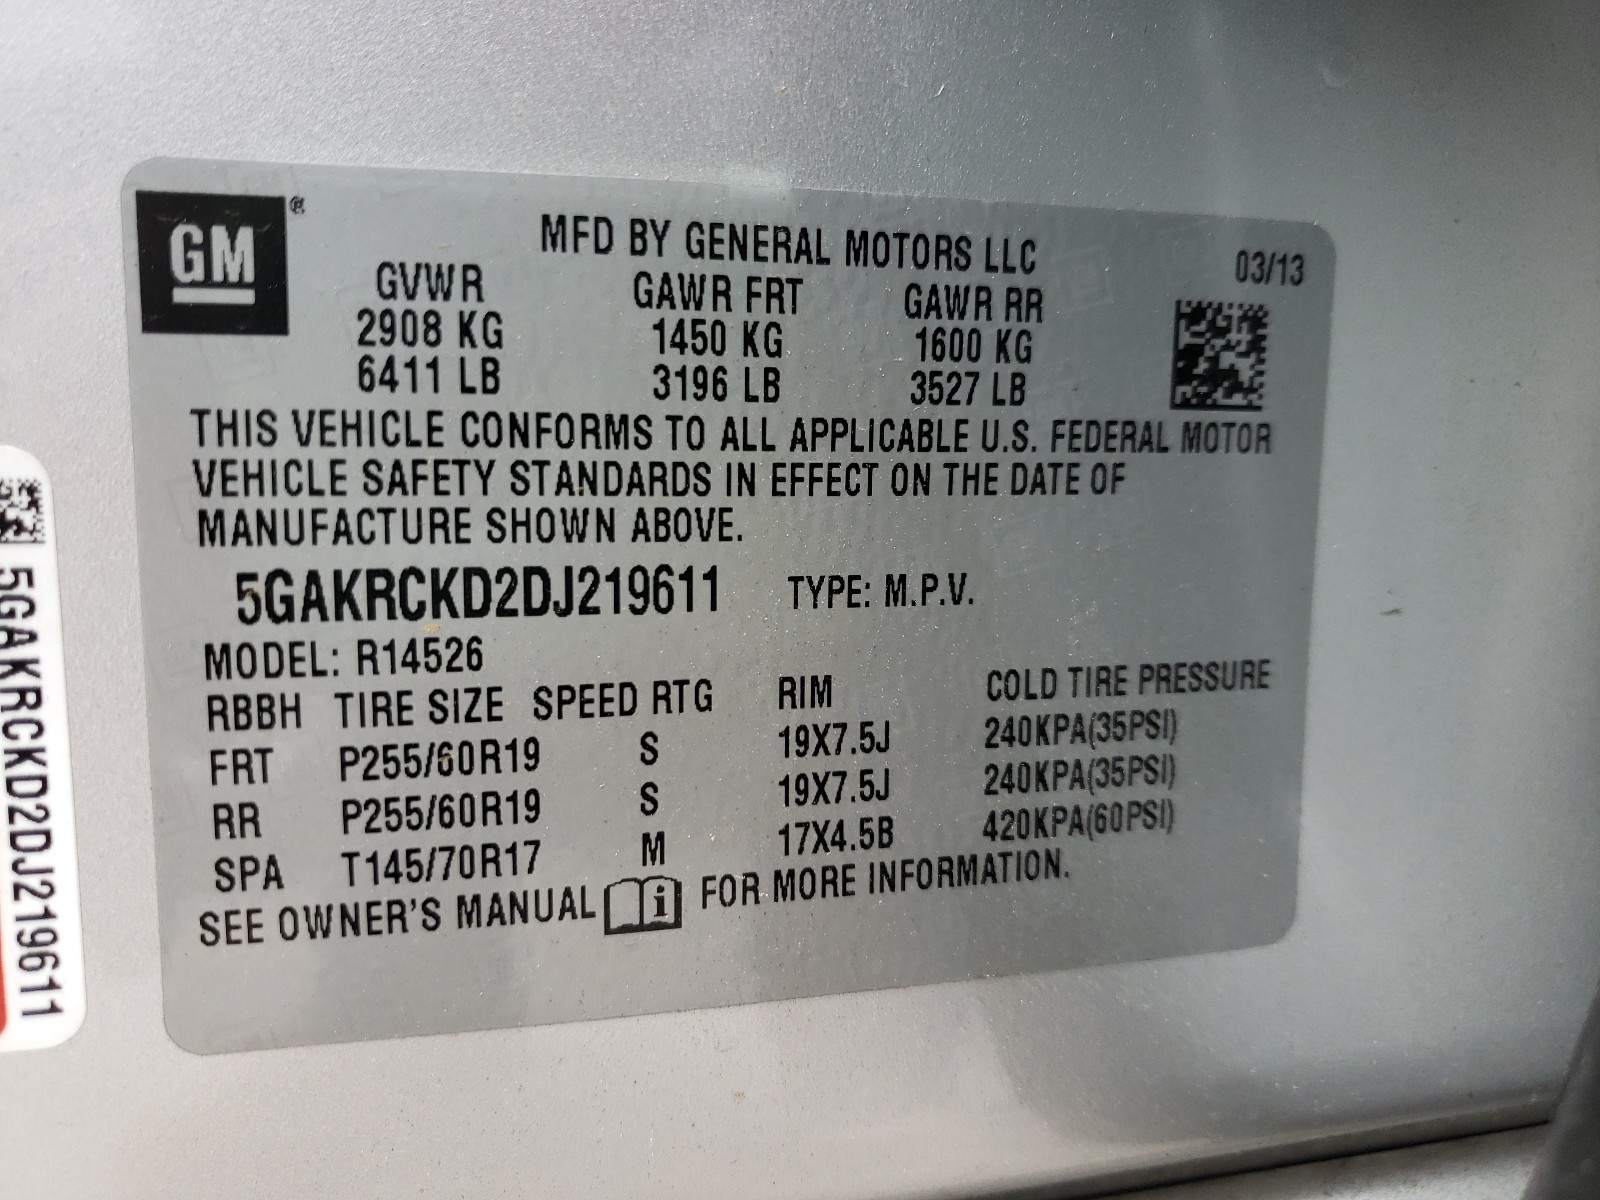 GM®
MFD BY GENERAL MOTORS LLC
03/13
GVWR GAWR FRT GAWR RR
2908 KG 1450 KG 1600 KG
6411 LB 3196 LB 3527 LB
THIS VEHICLE CONFORMS TO ALL APPLICABLE U.S. FEDERAL MOTOR
VEHICLE SAFETY STANDARDS IN EFFECT ON THE DATE OF
MANUFACTURE SHOWN ABOVE.
5GAKRCKD2DJ219611 TYPE: M.P.V.
MODEL: R14526
RBBH TIRE SIZE SPEED RTG RIM COLD TIRE PRESSURE
FRT P255/60R19 S 19X7.5J 240KPA(35PSI)
RR P255/60R19 S 19X7.5J 240KPA(35PSI)
SPA T145/70R17 M 17X4.5B 420KPA(60PSI)
SEE OWNER'S MANUAL i FOR MORE INFORMATION.
5GAKRCKD2DJ219611